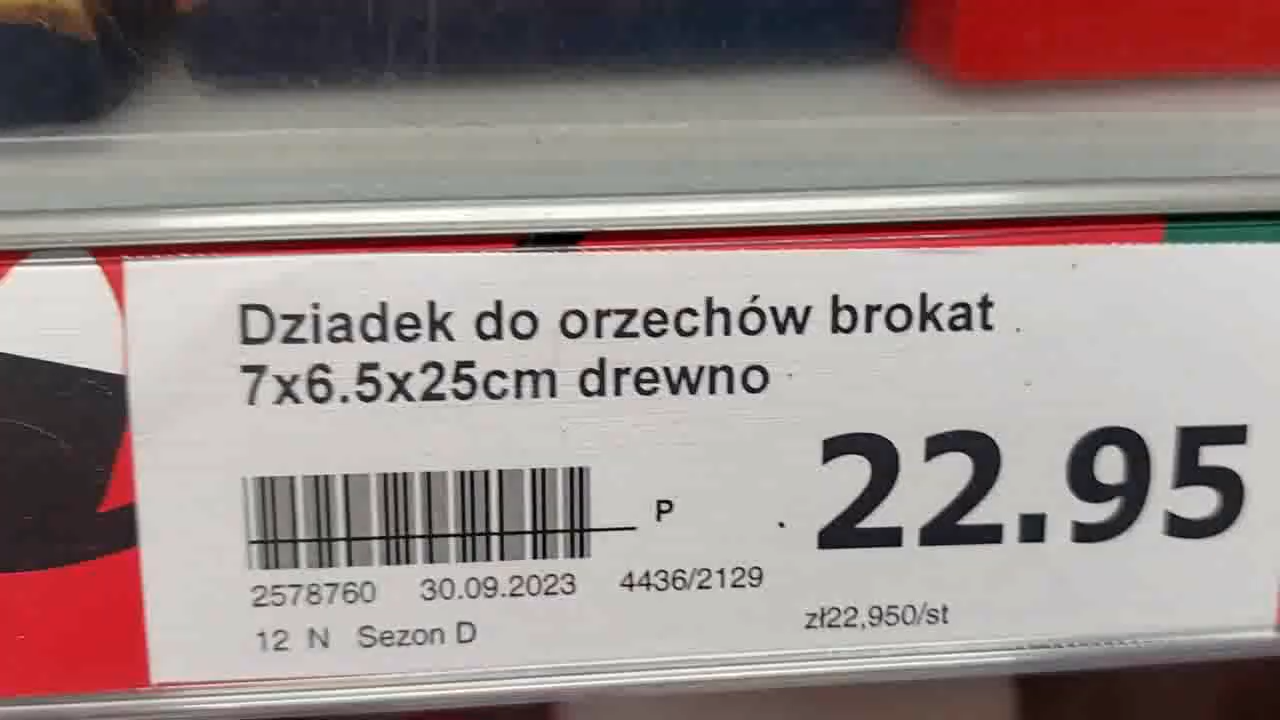 Dziadek do orzechów brokat
7x6.5x25cm drewno
22.95
P
2578760 30.09.2023 4436/2129
zł22,950/st
12 N Sezon D